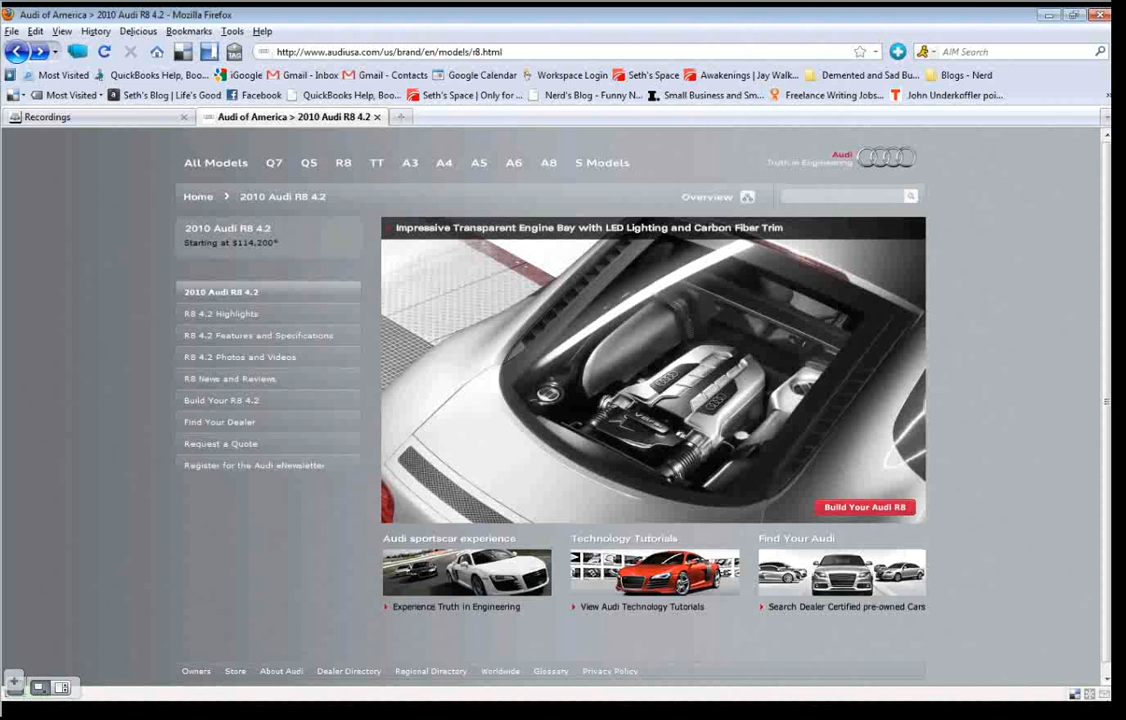 Audi of America > 2010 Audi R8 4.2 - Mozilla Firefox
File Edit View History Delicious Bookmarks Tools Help
http://www.audiusa.com/us/brand/en/models/r8.html AIM Search
Most Visited QuickBooks Help, Boo... Google Gmail - Inbox Gmail - Contacts Google Calendar Workspace Login Seth's Space Awakenings | Jay Walk... Demented and Sad Bu... Blogs - Nerd
Most Visited Seth's Blog | Life's Good Facebook QuickBooks Help, Boo... Seth's Space | Only for ... Nerd's Blog - Funny N... Small Business and Sm... Freelance Writing Jobs... John Underkoffler poi... »
Recordings Audi of America > 2010 Audi R8 4.2
All Models Q7 Q5 R8 TT A3 A4 A5 A6 A8 S Models
Audi
Truth in Engineering
Home > 2010 Audi R8 4.2 Overview
2010 Audi R8 4.2
Starting at $114,200*
Impressive Transparent Engine Bay with LED Lighting and Carbon Fiber Trim
2010 Audi R8 4.2
R8 4.2 Highlights
R8 4.2 Features and Specifications
R8 4.2 Photos and Videos
R8 News and Reviews
Build Your R8 4.2
Find Your Dealer
Request a Quote
Register for the Audi eNewsletter
Build Your Audi R8
Audi sportscar experience Technology Tutorials Find Your Audi
Experience Truth in Engineering View Audi Technology Tutorials Search Dealer Certified pre-owned Cars
Owners Store About Audi Dealer Directory Regional Directory Worldwide Glossary Privacy Policy